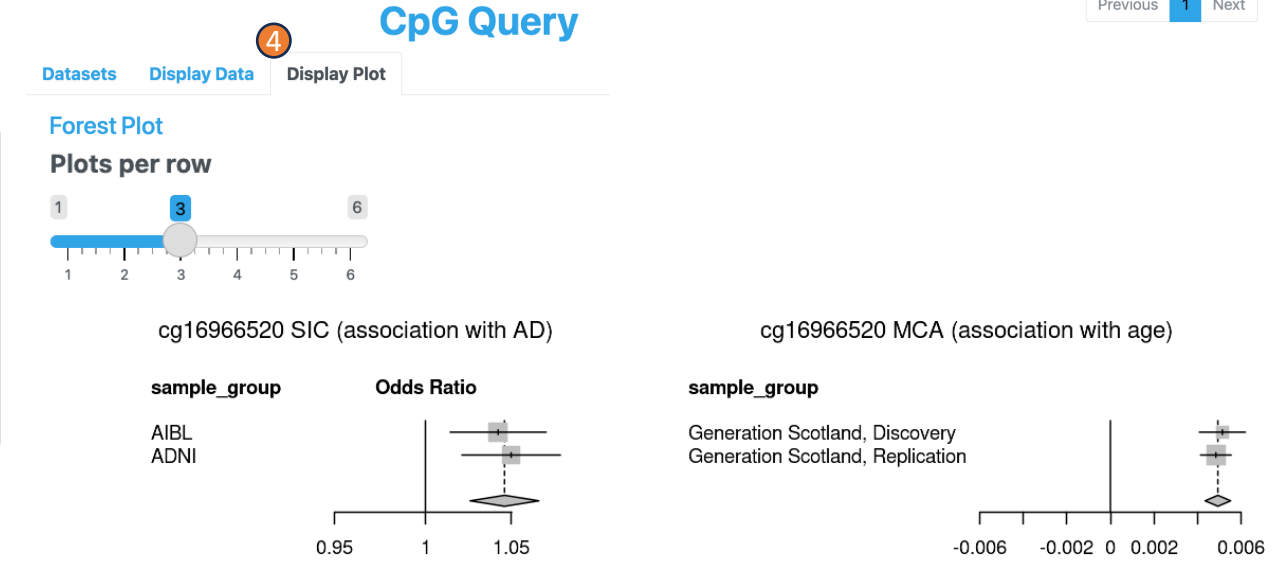 Previous 1 Next
CpG Query
4
Datasets Display Data Display Plot
Forest Plot
Plots per row
1 3 6
1 2 3 4 5 6
cg16966520 SIC (association with AD)
sample_group Odds Ratio
AIBL
ADNI
0.95 1 1.05
cg16966520 MCA (association with age)
sample_group
Generation Scotland, Discovery
Generation Scotland, Replication
-0.006 -0.002 0 0.002 0.006